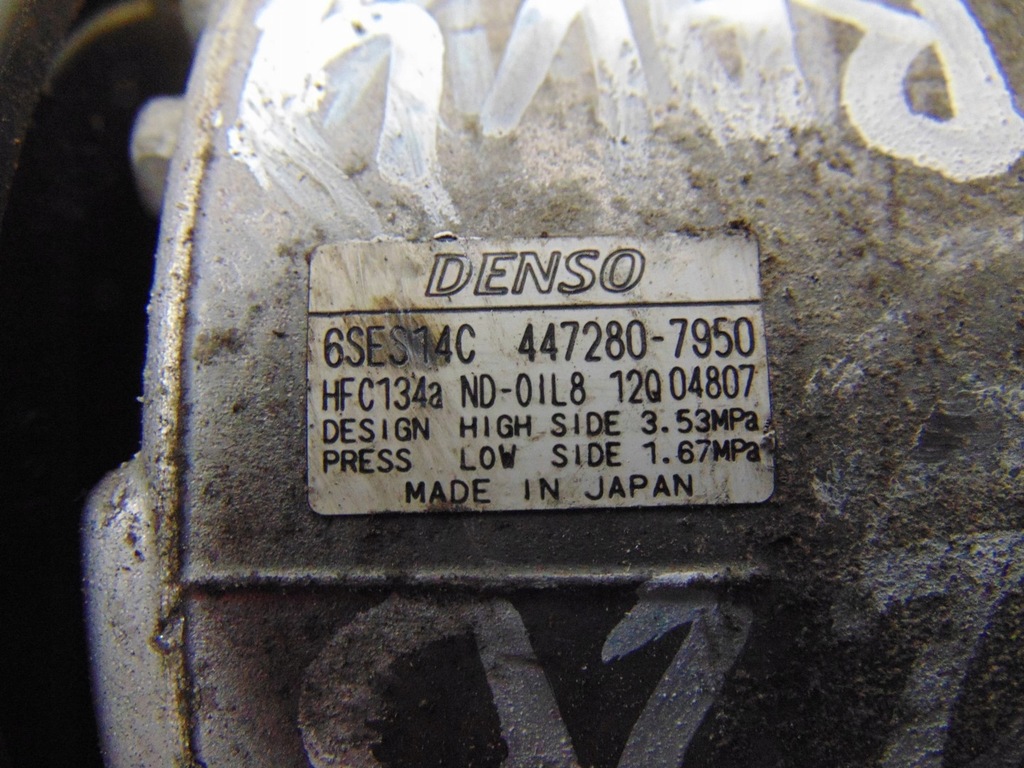 DENSO
6SES14C 447280-7950
HFC134a ND-OIL8 12Q04807
DESIGN HIGH SIDE 3.53MPa
PRESS LOW SIDE 1.67MPa
MADE IN JAPAN